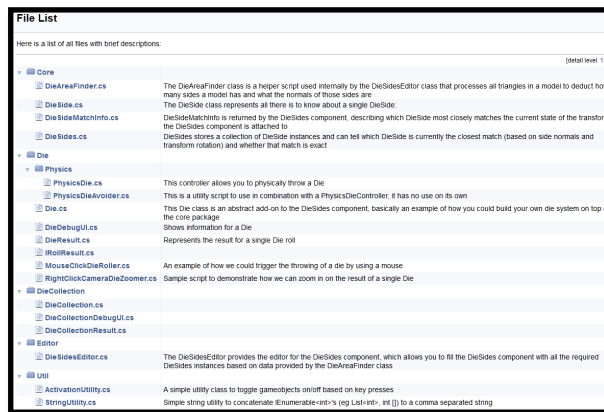 File List
Here is a list of all files with brief descriptions:
[detail level 1
Core
DieAreaFinder.cs The DieAreaFinder class is a helper script used internally by the DieSidesEditor class that processes all triangles in a model to deduct ho
many sides a model has and what the normals of those sides are
DieSide.cs The DieSide class represents all there is to know about a single DieSide:
DieSideMatchInfo.cs DieSideMatchInfo is returned by the DieSides component, describing which DieSide most closely matches the current state of the transfor
the DieSides component is attached to
DieSides.cs DieSides stores a collection of DieSide instances and can tell which DieSide is currently the closest match (based on side normals and
transform rotation) and whether that match is exact
Die
Physics
PhysicsDie.cs This controller allows you to physically throw a Die
PhysicsDieAvoider.cs This is a utility script to use in combination with a PhysicsDieController, it has no use on its own
Die.cs This Die class is an abstract add-on to the DieSides component, basically an example of how you could build your own die system on top
the core package
DieDebugUI.cs Shows information for a Die
DieResult.cs Represents the result for a single Die roll
IRollResult.cs
MouseClickDieRoller.cs An example of how we could trigger the throwing of a die by using a mouse
RightClickCameraDieZoomer.cs Sample script to demonstrate how we can zoom in on the result of a single Die
DieCollection
DieCollection.cs
DieCollectionDebugUI.cs
DieCollectionResult.cs
Editor
DieSidesEditor.cs The DieSidesEditor provides the editor for the DieSides component, which allows you to fill the DieSides component with all the required
DieSides instances based on data provided by the DieAreaFinder class
Util
ActivationUtility.cs A simple utility class to toggle gameobjects on/off based on key presses
StringUtility.cs Simple string utility to concatenate IEnumerable<int>'s (eg List<int>, int []) to a comma separated string